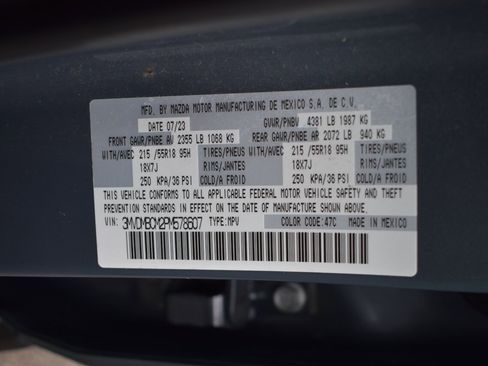 MFD. BY MAZDA MOTOR MANUFACTURING DE MEXICO S.A. DE C.V.
DATE 07/23 GVWR/PNBV 4381 LB 1987 KG
FRONT GAWR/PNBE AV 2355 LB 1068 KG REAR GAWR/PNBE AR 2072 LB 940 KG
WITH/AVEC 215 /55R18 95H TIRES/PNEUS WITH/AVEC 215 /55R18 95H TIRES/PNEUS
18X7J RIMS/JANTES 18X7J RIMS/JANTES
250 KPA/36 PSI COLD/A FROID 250 KPA/36 PSI COLD/A FROID
THIS VEHICLE CONFORMS TO ALL APPLICABLE FEDERAL MOTOR VEHICLE SAFETY AND THEFT
PREVENTION STANDARDS IN EFFECT ON THE DATE OF MANUFACTURE SHOWN ABOVE.
VIN: 3MVDMBCM2PM578607 TYPE:MPV COLOR CODE:47C MADE IN MEXICO